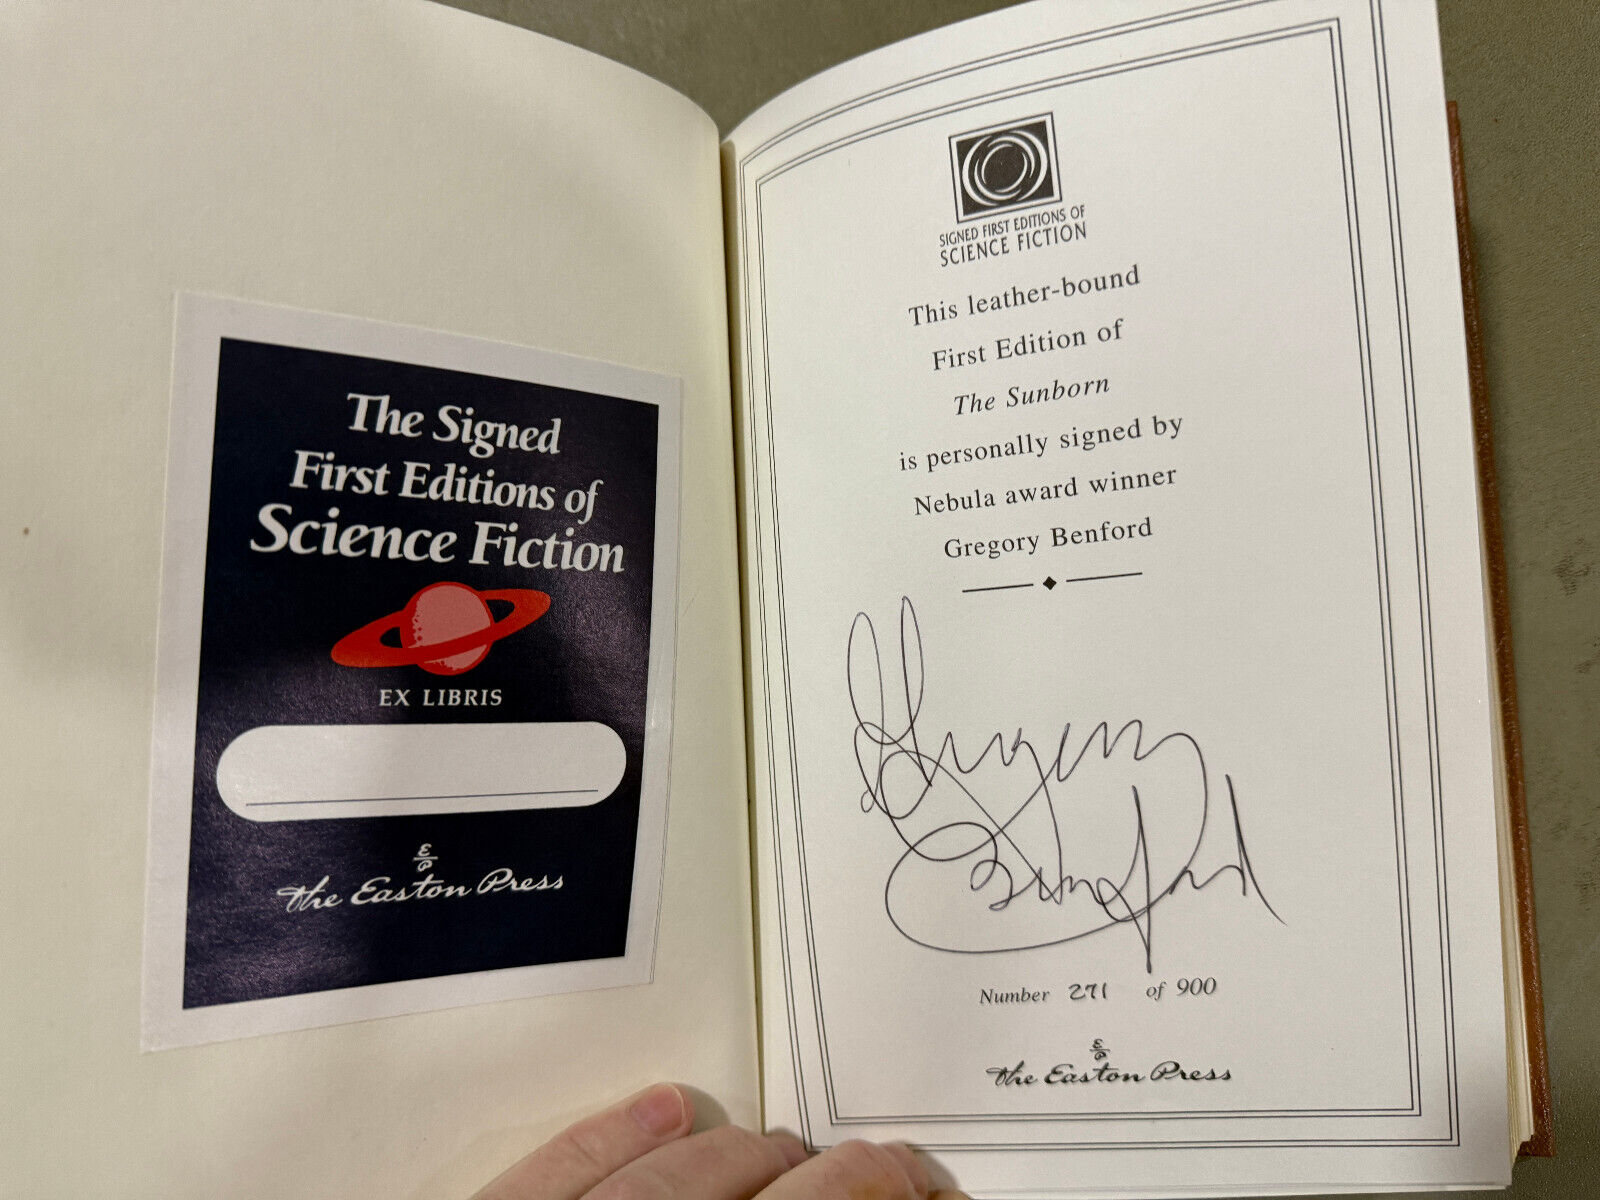 The Signed
First Editions of
Science Fiction
EX LIBRIS
The Easton Press
SIGNED FIRST EDITIONS OF
SCIENCE FICTION
This leather-bound
First Edition of
The Sunborn
is personally signed by
Nebula award winner
Gregory Benford
Gregory
Benford
Number 271 of 900
The Easton Press